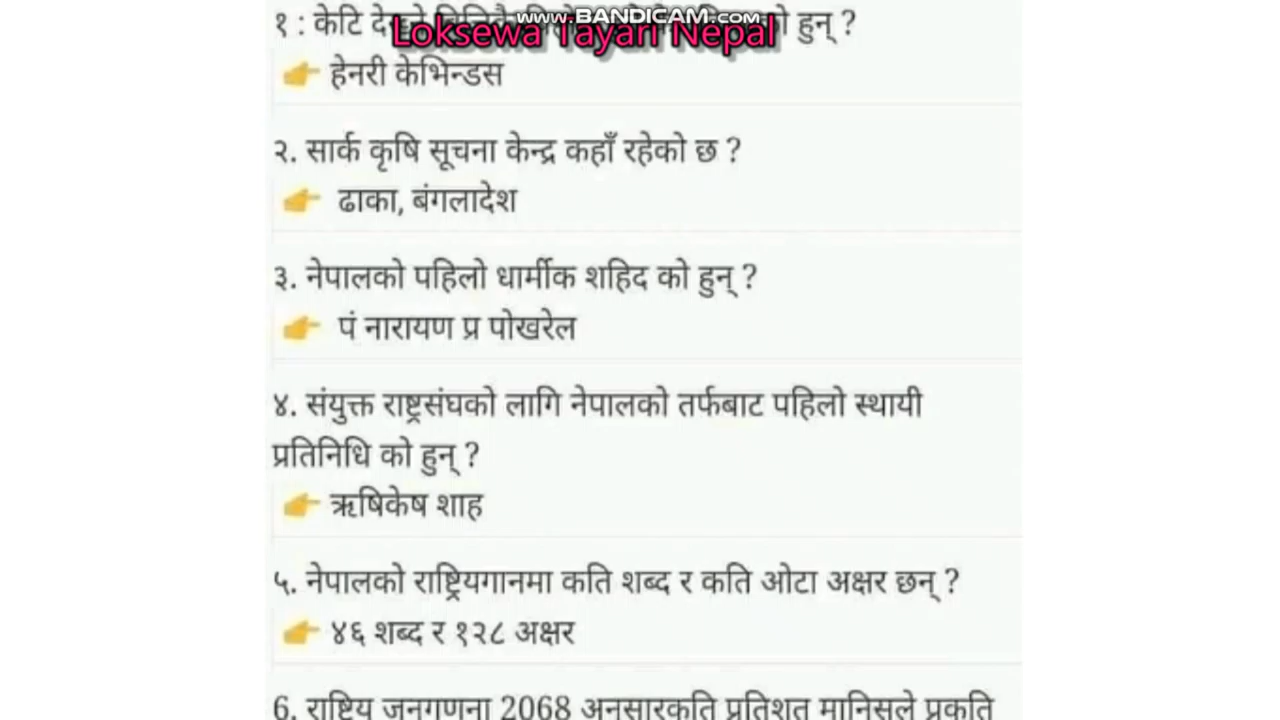 www.BANDICAM.com
Loksewa Tayari Nepal
१ : केटि हुन् ?
👉 हेनरी केभिन्डस
२. सार्क कृषि सूचना केन्द्र कहाँ रहेको छ ?
👉 ढाका, बंगलादेश
३. नेपालको पहिलो धार्मीक शहिद को हुन् ?
👉 पं नारायण प्र पोखरेल
४. संयुक्त राष्ट्रसंघको लागि नेपालको तर्फबाट पहिलो स्थायी
प्रतिनिधि को हुन् ?
👉 ऋषिकेष शाह
५. नेपालको राष्ट्रियगानमा कति शब्द र कति ओटा अक्षर छन् ?
👉 ४६ शब्द र १२८ अक्षर
6. राष्ट्रिय जनगणना 2068 अनुसारकति प्रतिशत मानिसले प्रकृति